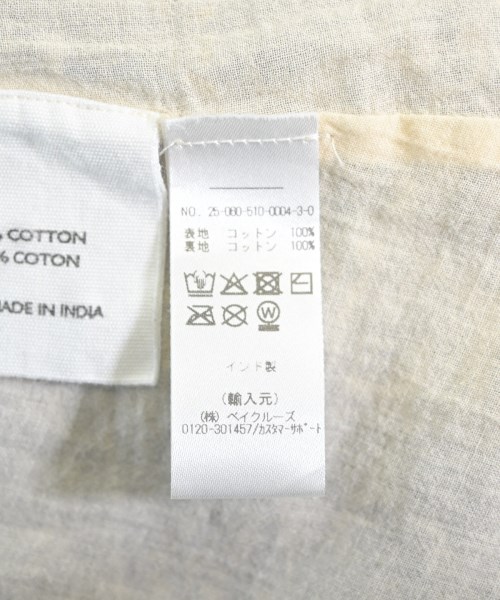 % COTTON
% COTON
MADE IN INDIA
NO. 25-080-510-0004-3-0
表地 コットン 100%
裏地 コットン 100%
W
インド製
(輸入元)
(株) ベイクルーズ
0120-301457/カスタマーサポート